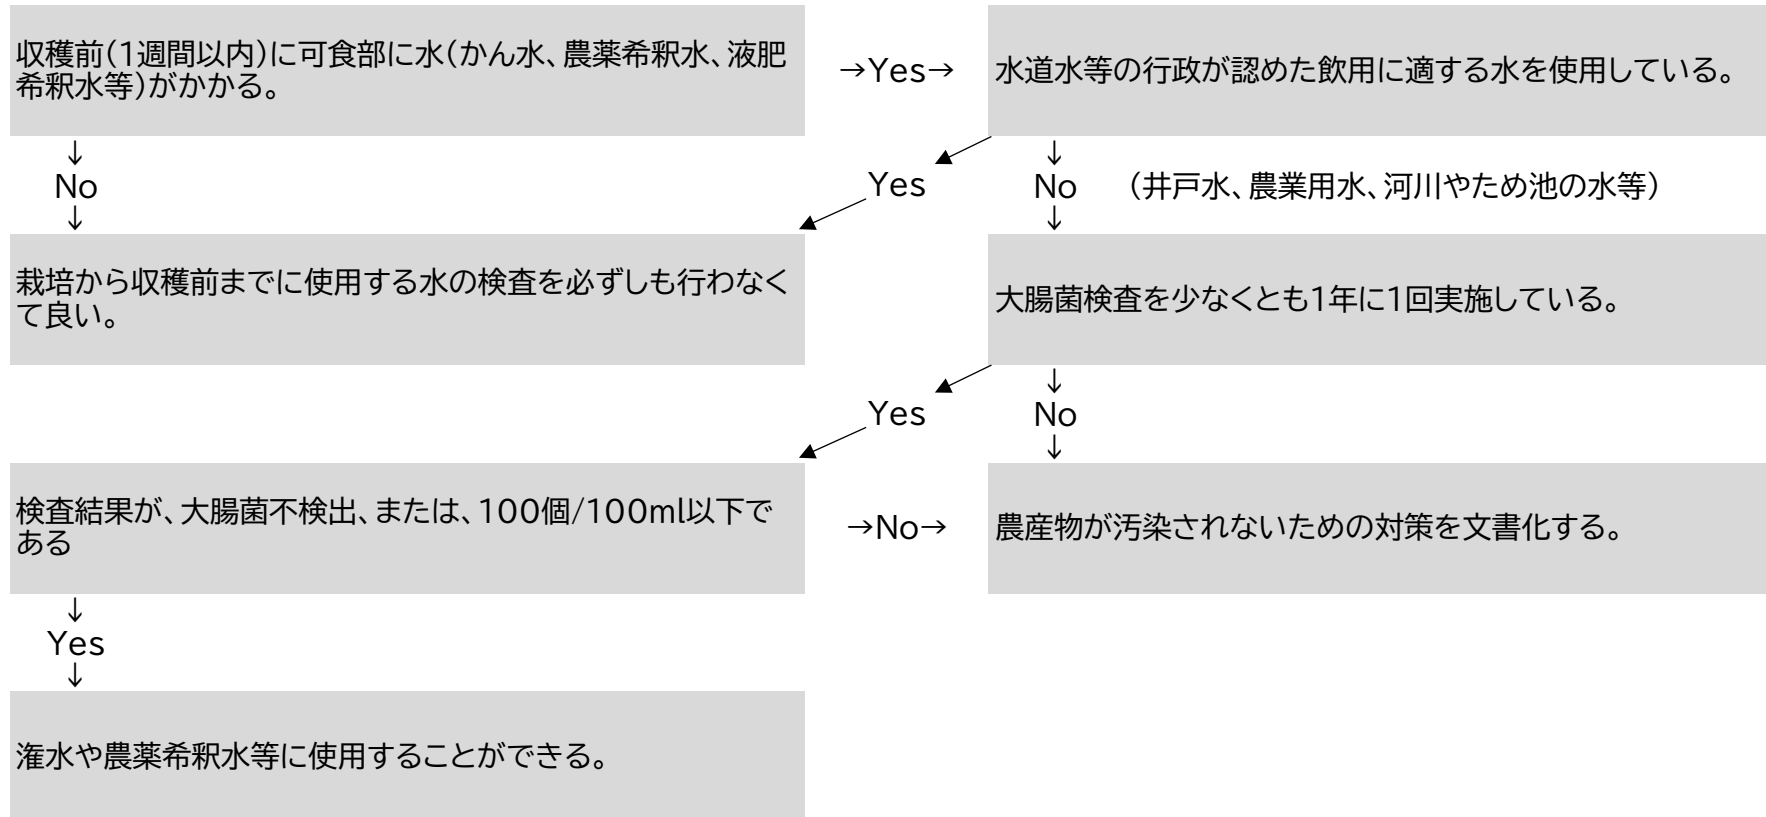 収穫前(1週間以内)に可食部に水(かん水、農薬希釈水、液肥
希釈水等)がかかる。
→Yes→
水道水等の行政が認めた飲用に適する水を使用している。
↓
No
↓
Yes
↓
No (井戸水、農業用水、河川やため池の水等)
↓
栽培から収穫前までに使用する水の検査を必ずしも行わなく
て良い。
大腸菌検査を少なくとも1年に1回実施している。
Yes
↓
No
↓
検査結果が、大腸菌不検出、または、100個/100ml以下で
ある
→No→
農産物が汚染されないための対策を文書化する。
↓
Yes
↓
潅水や農薬希釈水等に使用することができる。